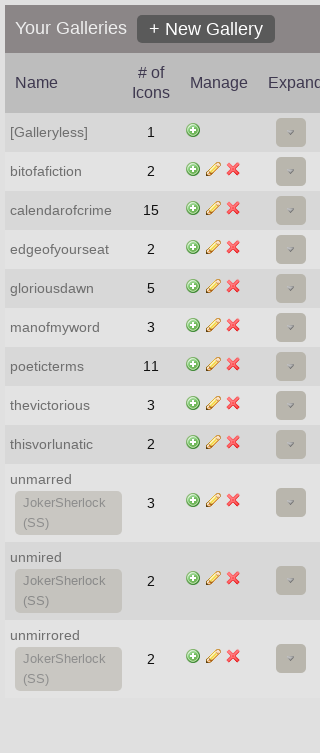 Your Galleries + New Gallery
Name # of Icons Manage Expand
[Galleryless] 1
bitofafiction 2
calendarofcrime 15
edgeofyourseat 2
gloriousdawn 5
manofmyword 3
poeticterms 11
thevictorious 3
thisvorlunatic 2
unmarred
JokerSherlock (SS) 3
unmired
JokerSherlock (SS) 2
unmirrored
JokerSherlock (SS) 2